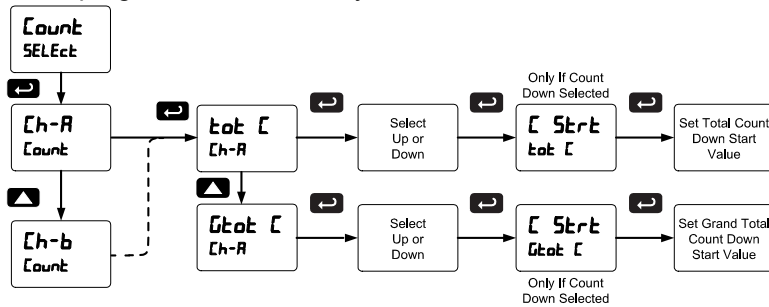 Count
SELEct
Ch-A
Count
Ch-b
Count
tot C
Ch-A
Gtot C
Ch-A
Select
Up or
Down
Select
Up or
Down
Only If Count
Down Selected
C Strt
tot C
C Strt
Gtot C
Only If Count
Down Selected
Set Total Count
Down Start
Value
Set Grand Total
Count Down
Start Value